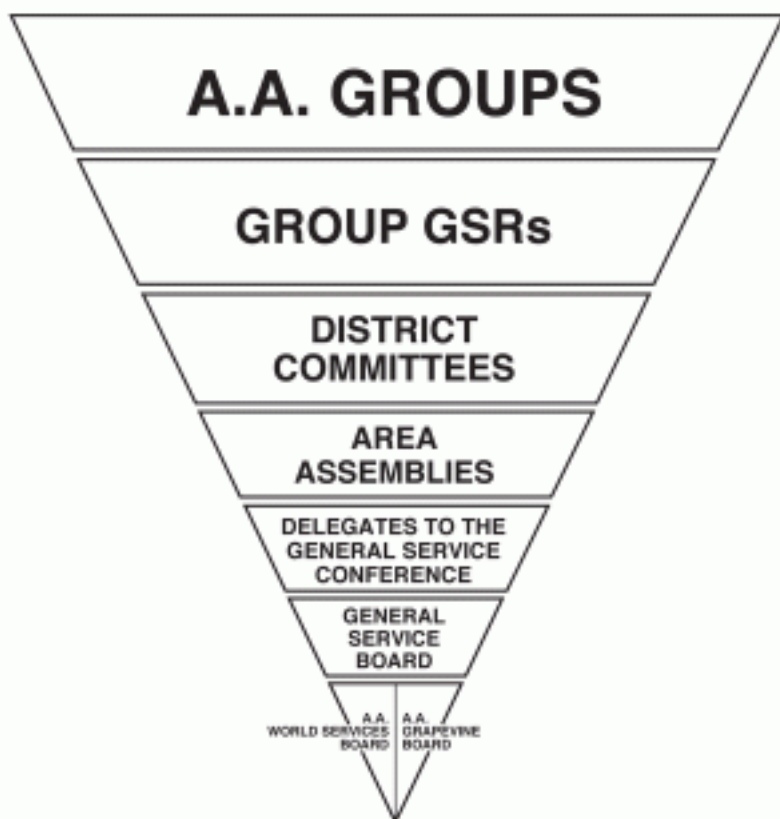 A.A. GROUPS
GROUP GSRs
DISTRICT
COMMITTEES
AREA
ASSEMBLIES
DELEGATES TO THE
GENERAL SERVICE
CONFERENCE
GENERAL
SERVICE
BOARD
A.A.
WORLD SERVICES
BOARD
A.A.
GRAPEVINE
BOARD